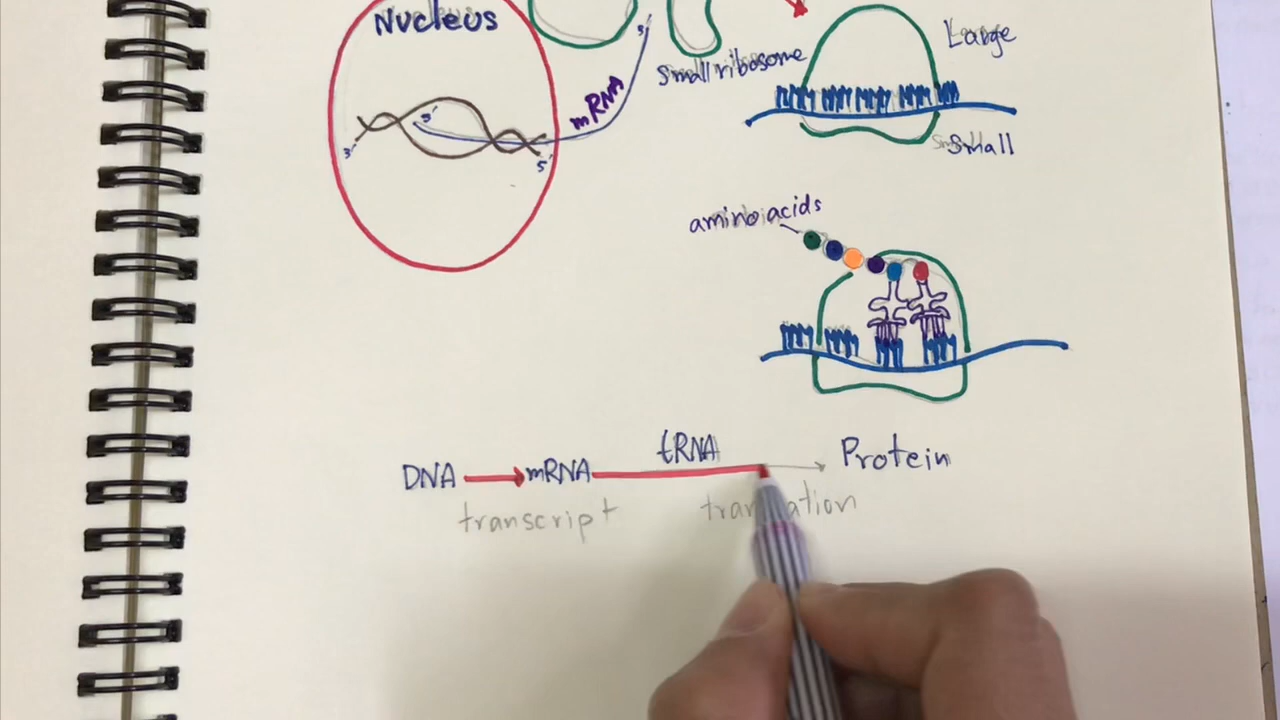 Nucleus
Large
Small ribosome
mRNA
5'
3'
3'
5'
Small
amino acids
tRNA
DNA mRNA Protein
transcript